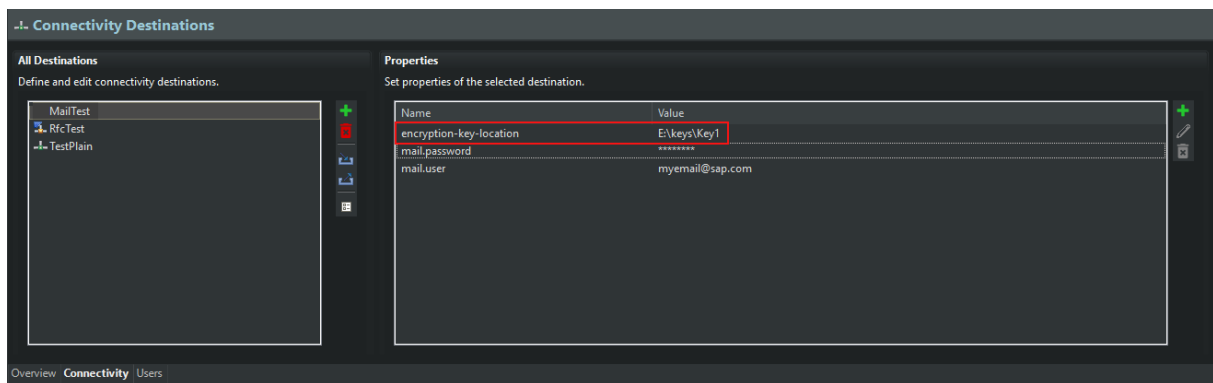 Connectivity Destinations
All Destinations
Define and edit connectivity destinations.
MailTest
RfcTest
TestPlain
Properties
Set properties of the selected destination.
Name Value
encryption-key-location E:\keys\Key1
mail.password ********
mail.user myemail@sap.com
Overview Connectivity Users